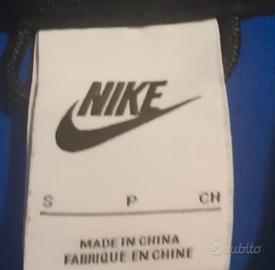 NIKE
S P CH
MADE IN CHINA
FABRIQUE EN CHINE
subito